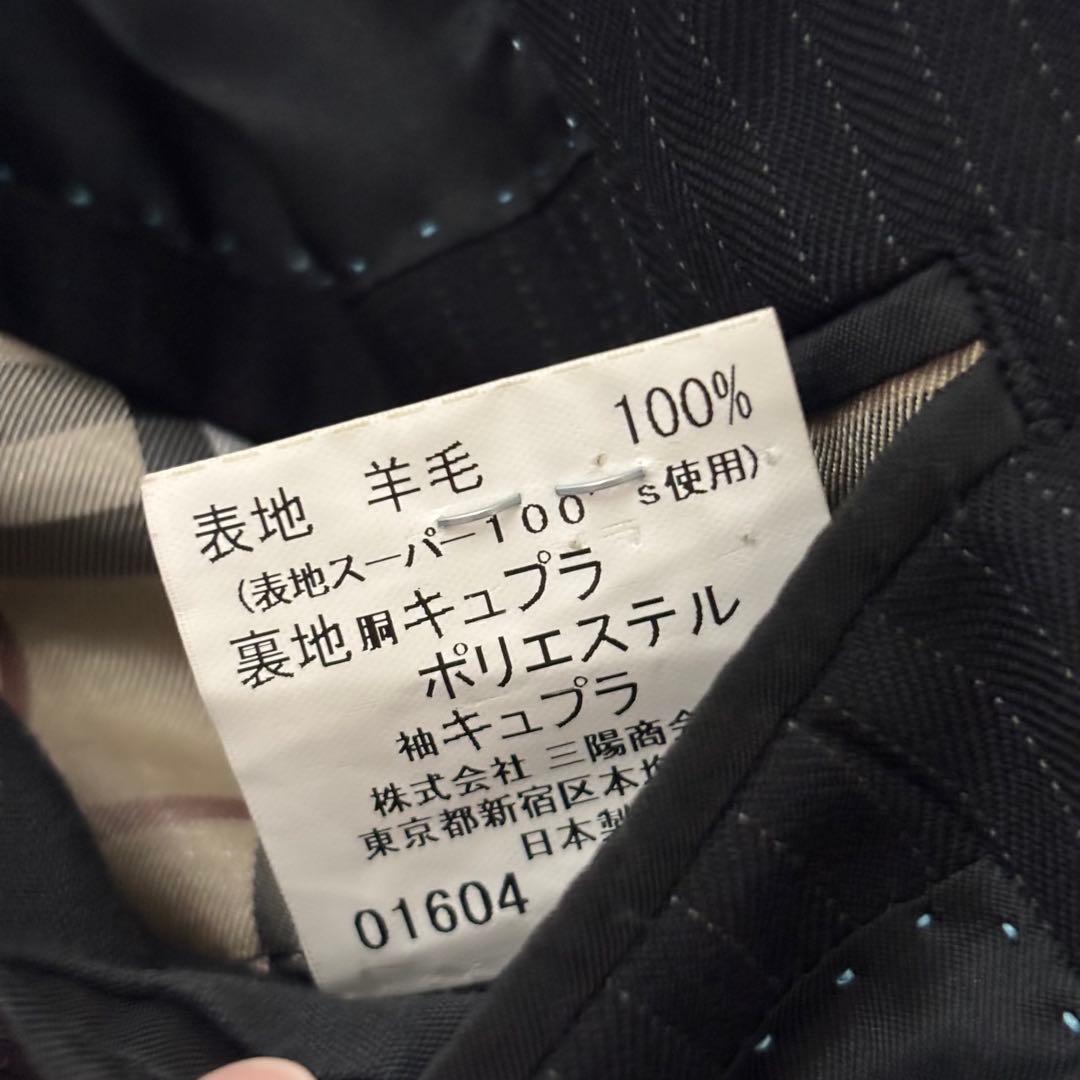 表地 羊毛 100%
(表地スーパー100's使用)
裏地胴キュプラ
ポリエステル
袖キュプラ
株式会社 三陽商会
東京都新宿区本
日本製
01604